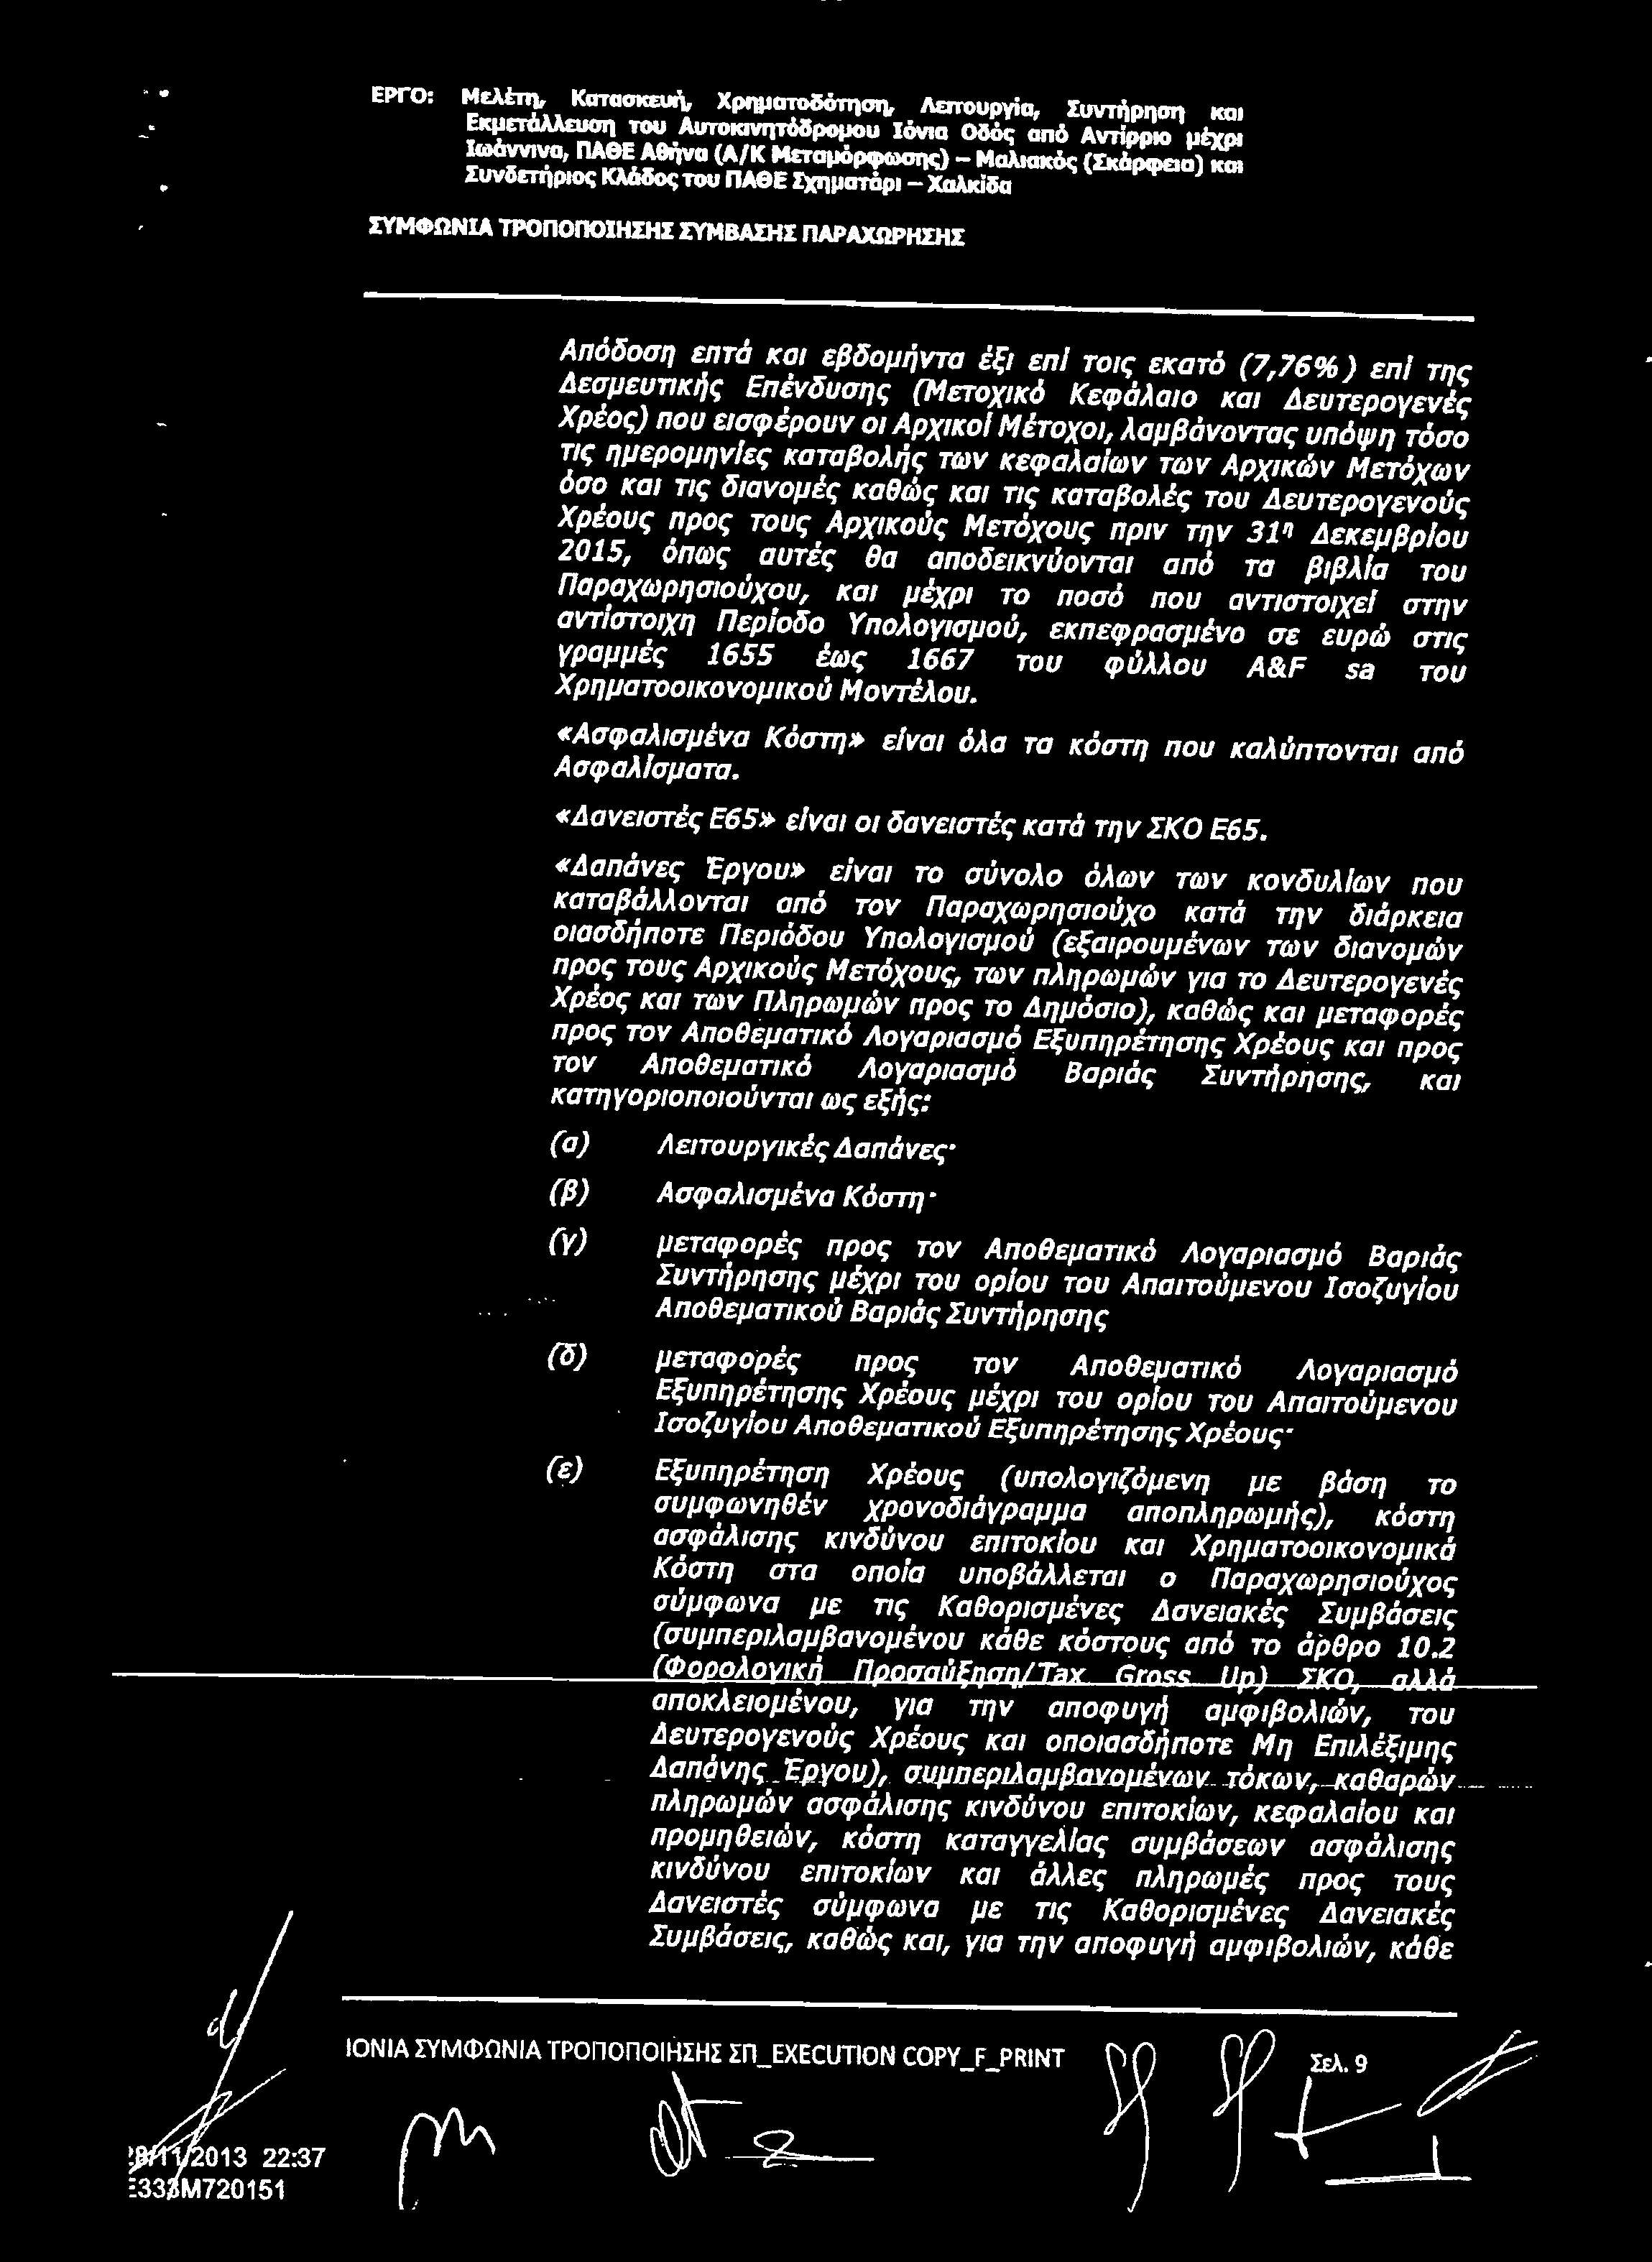 ΕΡΓΟ: Μελέτη, Κατασκευή, Χρηματοδότηση, Λειτουργία, Συντήρηση και
Εκμετάλλευση του Αυτοκινητόδρομου Ιόνια Οδός από Αντίρριο μέχρι
Ιωάννινα, ΠΑΘΕ Αθήνα (Α/Κ Μεταμόρφωσης) – Μαλιακός (Σκάρφεια) και
Συνδετήριος Κλάδος του ΠΑΘΕ Σχηματάρι – Χαλκίδα
ΣΥΜΦΩΝΙΑ ΤΡΟΠΟΠΟΙΗΣΗΣ ΣΥΜΒΑΣΗΣ ΠΑΡΑΧΩΡΗΣΗΣ
Απόδοση επτά και εβδομήντα έξι επί τοις εκατό (7,76%) επί της
Δεσμευτικής Επένδυσης (Μετοχικό Κεφάλαιο και Δευτερογενές
Χρέος) που εισφέρουν οι Αρχικοί Μέτοχοι, λαμβάνοντας υπόψη τόσο
τις ημερομηνίες καταβολής των κεφαλαίων των Αρχικών Μετόχων
όσο και τις διανομές καθώς και τις καταβολές του Δευτερογενούς
Χρέους προς τους Αρχικούς Μετόχους πριν την 31η Δεκεμβρίου
2015, όπως αυτές θα αποδεικνύονται από τα βιβλία του
Παραχωρησιούχου, και μέχρι το ποσό που αντιστοιχεί στην
αντίστοιχη Περίοδο Υπολογισμού, εκπεφρασμένο σε ευρώ στις
γραμμές 1655 έως 1667 του φύλλου A&F sa του
Χρηματοοικονομικού Μοντέλου.
«Ασφαλισμένα Κόστη» είναι όλα τα κόστη που καλύπτονται από
Ασφαλίσματα.
«Δανειστές Ε65» είναι οι δανειστές κατά την ΣΚΟ Ε65.
«Δαπάνες Έργου» είναι το σύνολο όλων των κονδυλίων που
καταβάλλονται από τον Παραχωρησιούχο κατά την διάρκεια
οιασδήποτε Περιόδου Υπολογισμού (εξαιρουμένων των διανομών
προς τους Αρχικούς Μετόχους, των πληρωμών για το Δευτερογενές
Χρέος και των Πληρωμών προς το Δημόσιο), καθώς και μεταφορές
προς τον Αποθεματικό Λογαριασμό Εξυπηρέτησης Χρέους και προς
τον Αποθεματικό Λογαριασμό Βαριάς Συντήρησης, και
κατηγοριοποιούνται ως εξής:
(α) Λειτουργικές Δαπάνες·
(β) Ασφαλισμένα Κόστη·
(γ) μεταφορές προς τον Αποθεματικό Λογαριασμό Βαριάς
Συντήρησης μέχρι του ορίου του Απαιτούμενου Ισοζυγίου
Αποθεματικού Βαριάς Συντήρησης
(δ) μεταφορές προς τον Αποθεματικό Λογαριασμό
Εξυπηρέτησης Χρέους μέχρι του ορίου του Απαιτούμενου
Ισοζυγίου Αποθεματικού Εξυπηρέτησης Χρέους·
(ε) Εξυπηρέτηση Χρέους (υπολογιζόμενη με βάση το
συμφωνηθέν χρονοδιάγραμμα αποπληρωμής), κόστη
ασφάλισης κινδύνου επιτοκίου και Χρηματοοικονομικά
Κόστη στα οποία υποβάλλεται ο Παραχωρησιούχος
σύμφωνα με τις Καθορισμένες Δανειακές Συμβάσεις
(συμπεριλαμβανομένου κάθε κόστους από το άρθρο 10.2
(Φορολογική Προσαύξηση/Tax Gross Up) ΣΚΟ, αλλά
αποκλειομένου, για την αποφυγή αμφιβολιών, του
Δευτερογενούς Χρέους και οποιασδήποτε Μη Επιλέξιμης
Δαπάνης Έργου), συμπεριλαμβανομένων τόκων, καθαρών
πληρωμών ασφάλισης κινδύνου επιτοκίων, κεφαλαίου και
προμηθειών, κόστη καταγγελίας συμβάσεων ασφάλισης
κινδύνου επιτοκίων και άλλες πληρωμές προς τους
Δανειστές σύμφωνα με τις Καθορισμένες Δανειακές
Συμβάσεις, καθώς και, για την αποφυγή αμφιβολιών, κάθε
ΙΟΝΙΑ ΣΥΜΦΩΝΙΑ ΤΡΟΠΟΠΟΙΗΣΗΣ ΣΠ_EXECUTION COPY_F_PRINT Σελ. 9
/11/2013 22:37
M720151